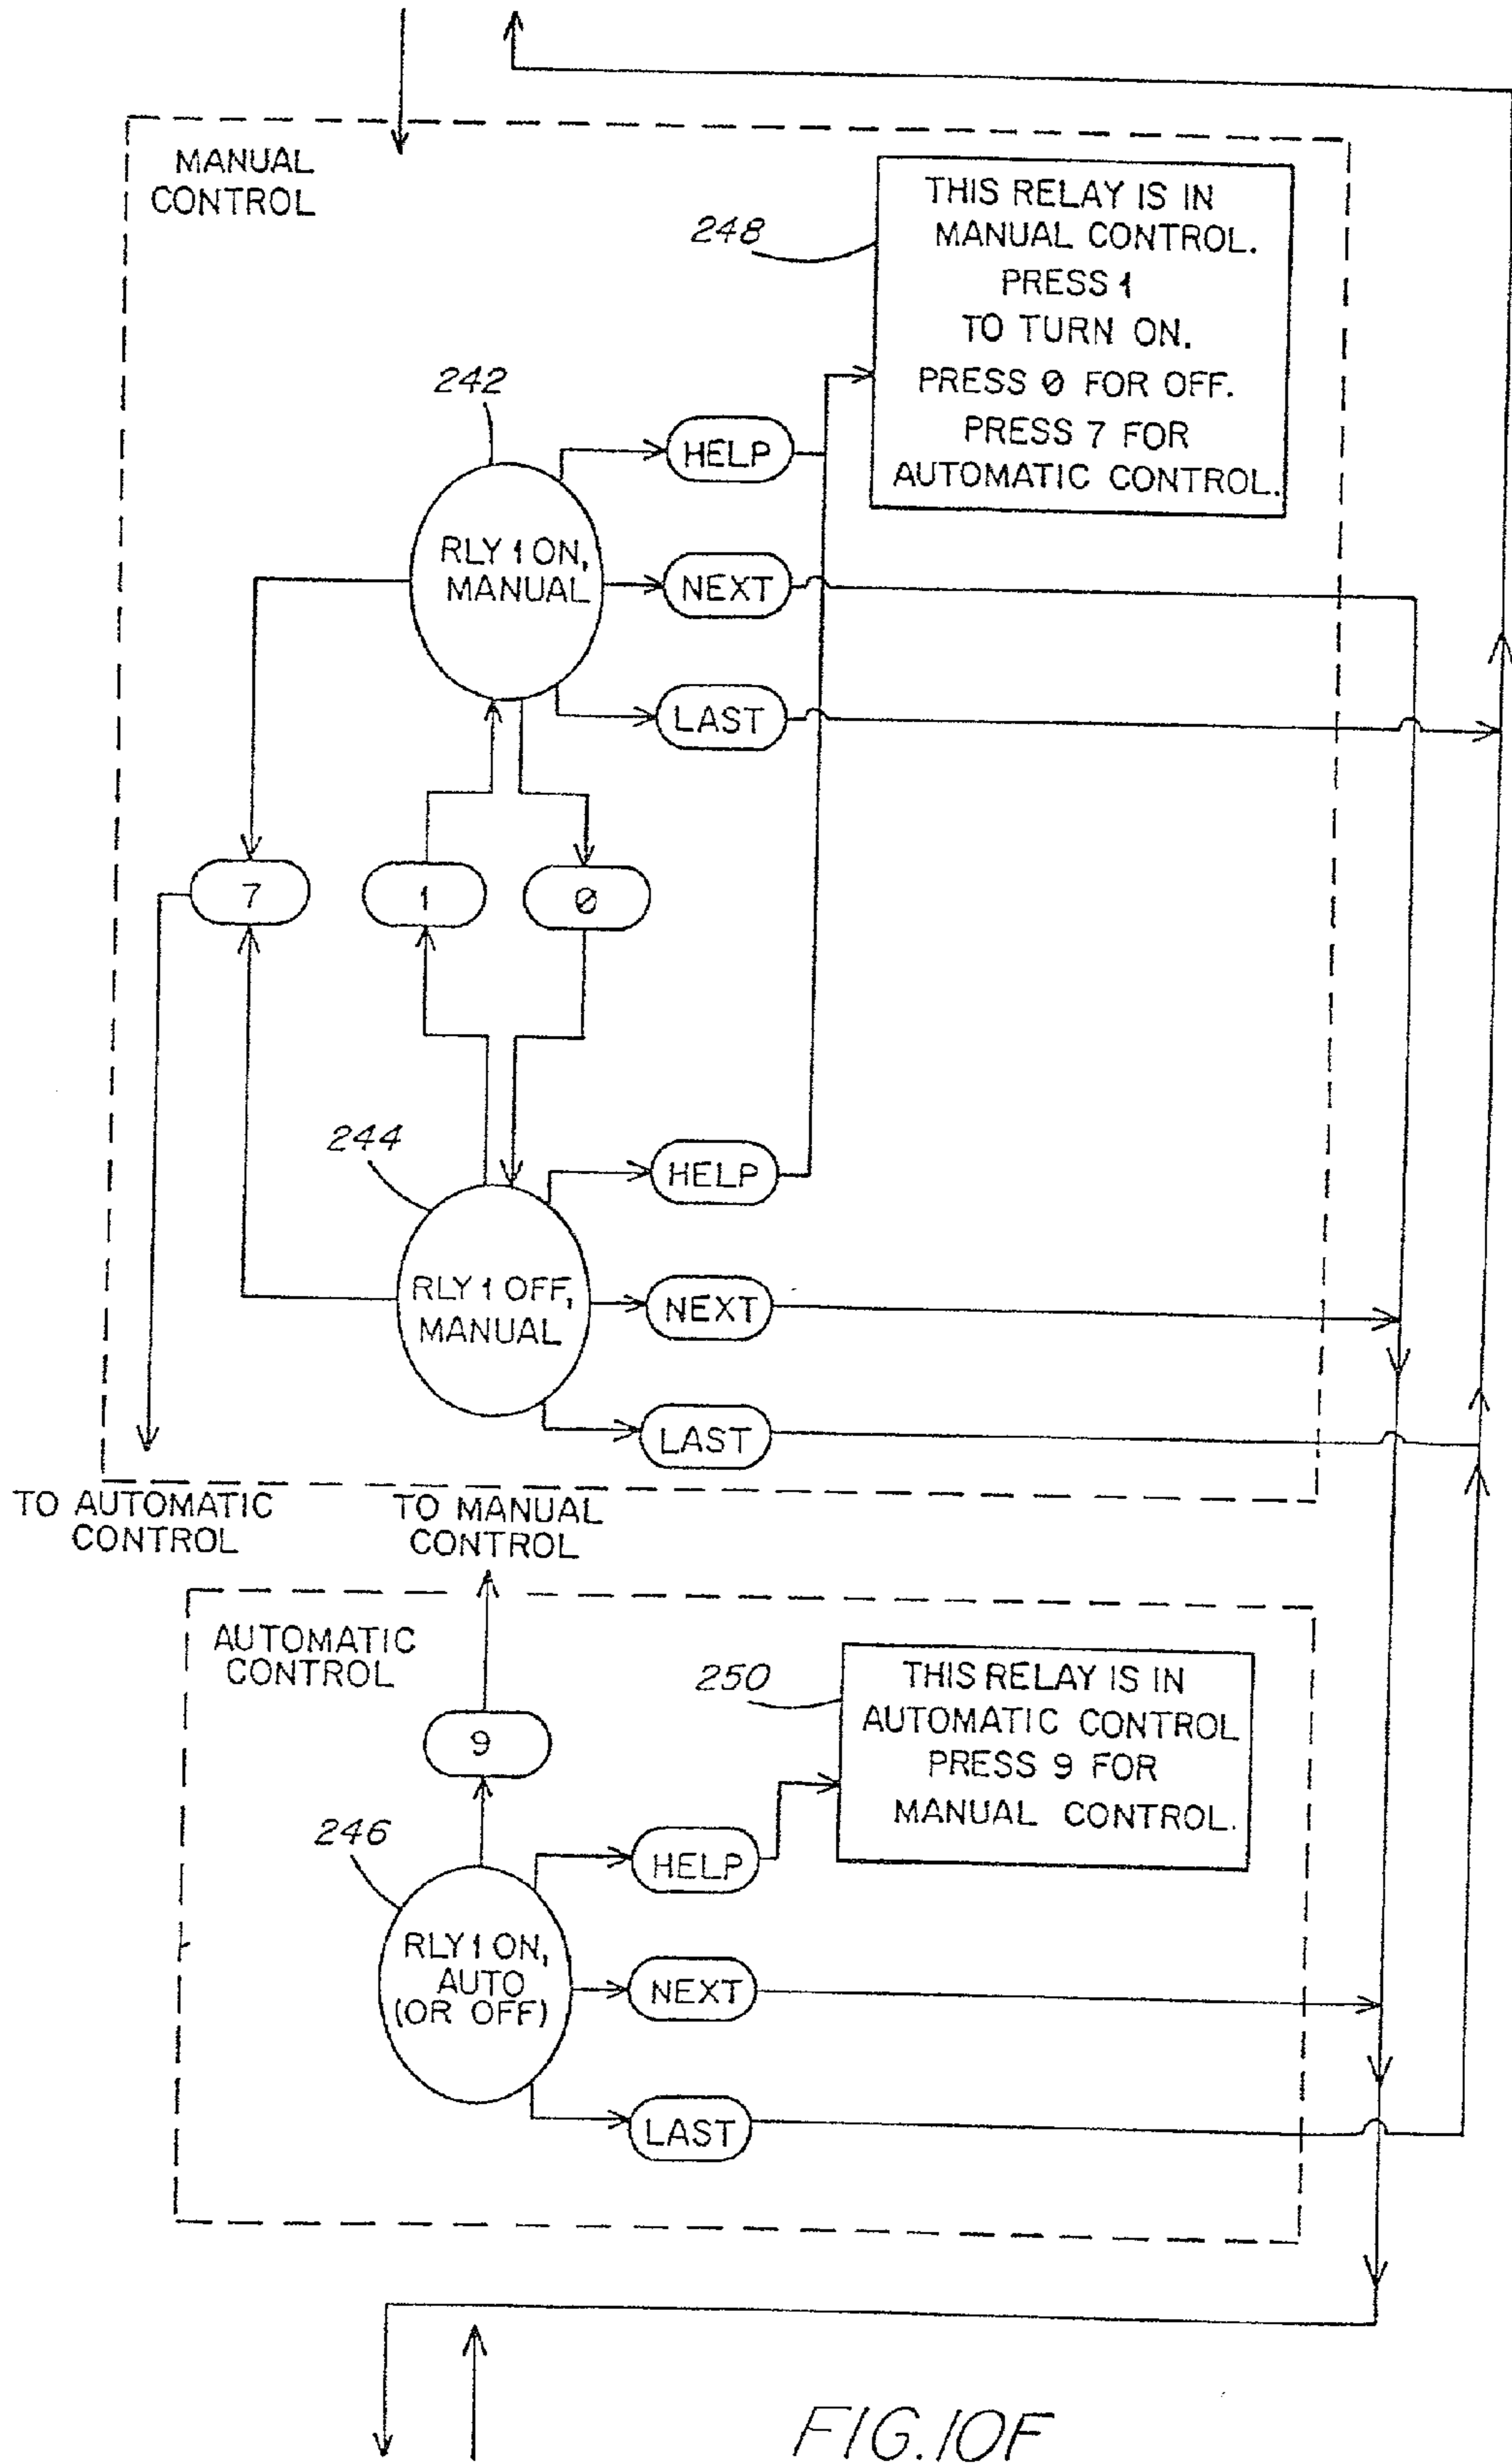 MANUAL
CONTROL
248
THIS RELAY IS IN
MANUAL CONTROL.
PRESS 1
TO TURN ON.
PRESS 0 FOR OFF.
PRESS 7 FOR
AUTOMATIC CONTROL.
242
RLY 1 ON,
MANUAL
HELP
NEXT
LAST
7
1
0
244
RLY 1 OFF,
MANUAL
HELP
NEXT
LAST
TO AUTOMATIC
CONTROL
TO MANUAL
CONTROL
AUTOMATIC
CONTROL
9
250
THIS RELAY IS IN
AUTOMATIC CONTROL
PRESS 9 FOR
MANUAL CONTROL.
246
RLY 1 ON,
AUTO
(OR OFF)
HELP
NEXT
LAST
FIG. 10F